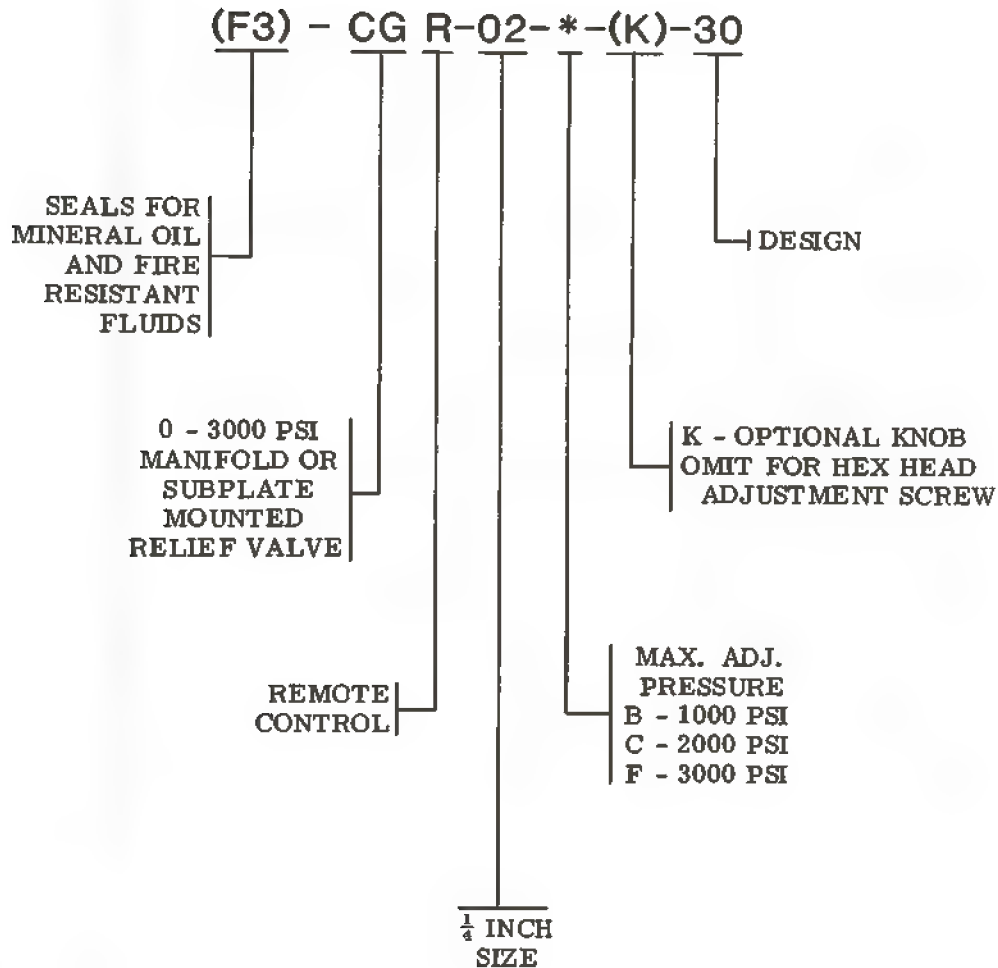 (F3) - CG R-02-*-(K)-30
SEALS FOR
MINERAL OIL
AND FIRE
RESISTANT
FLUIDS
DESIGN
0 - 3000 PSI
MANIFOLD OR
SUBPLATE
MOUNTED
RELIEF VALVE
K - OPTIONAL KNOB
OMIT FOR HEX HEAD
ADJUSTMENT SCREW
REMOTE
CONTROL
MAX. ADJ.
PRESSURE
B - 1000 PSI
C - 2000 PSI
F - 3000 PSI
1/4 INCH
SIZE